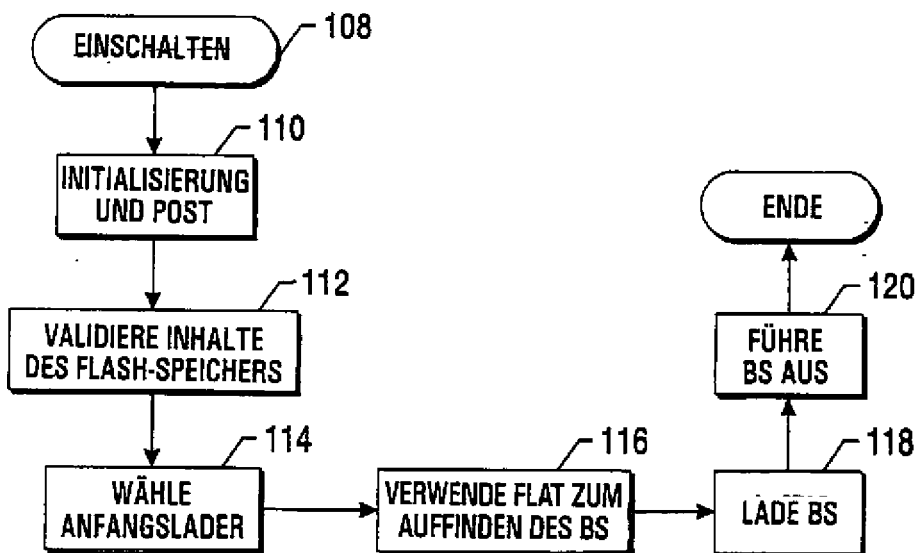 EINSCHALTEN
108
110
INITIALISIERUNG
UND POST
112
VALIDIERE INHALTE
DES FLASH-SPEICHERS
114
WÄHLE
ANFANGSLADER
116
VERWENDE FLAT ZUM
AUFFINDEN DES BS
118
LADE BS
120
FÜHRE
BS AUS
ENDE